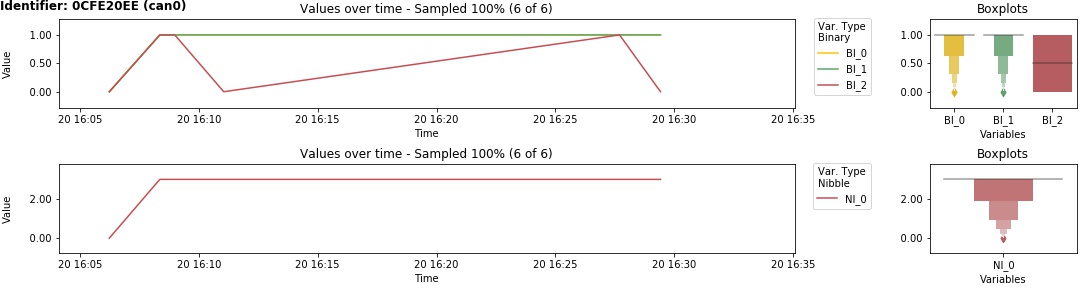 Identifier: 0CFE20EE (can0)
Values over time - Sampled 100% (6 of 6)
Value
1.00
0.50
0.00
20 16:05
20 16:10
20 16:15
20 16:20
20 16:25
20 16:30
20 16:35
Time
Var. Type
Binary
BI_0
BI_1
BI_2
Boxplots
1.00
0.50
0.00
BI_0
BI_1
BI_2
Variables
Values over time - Sampled 100% (6 of 6)
Value
2.00
0.00
20 16:05
20 16:10
20 16:15
20 16:20
20 16:25
20 16:30
20 16:35
Time
Var. Type
Nibble
NI_0
Boxplots
2.00
0.00
NI_0
Variables